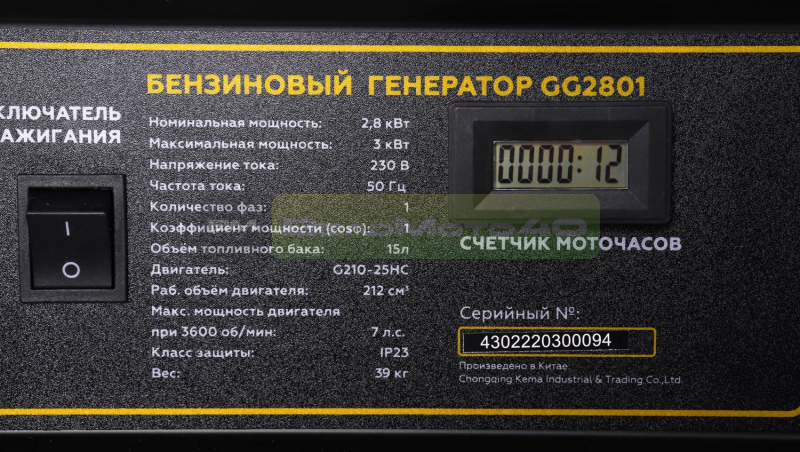 БЕНЗИНОВЫЙ ГЕНЕРАТОР GG2801
КЛЮЧАТЕЛЬ
АЖИГАНИЯ
I
O
Номинальная мощность: 2,8 кВт
Максимальная мощность: 3 кВт
Напряжение тока: 230 В
Частота тока: 50 Гц
Количество фаз: 1
Коэффициент мощности (cosφ): 1
Объём топливного бака: 15л
Двигатель: G210-25HC
Раб. объём двигателя: 212 см³
Макс. мощность двигателя
при 3600 об/мин: 7 л.с.
Класс защиты: IP23
Вес: 39 кг
0000:12
СЧЕТЧИК МОТОЧАСОВ
Серийный №:
4302220300094
Произведено в Китае
Chongqing Kema Industrial & Trading Co.,Ltd.